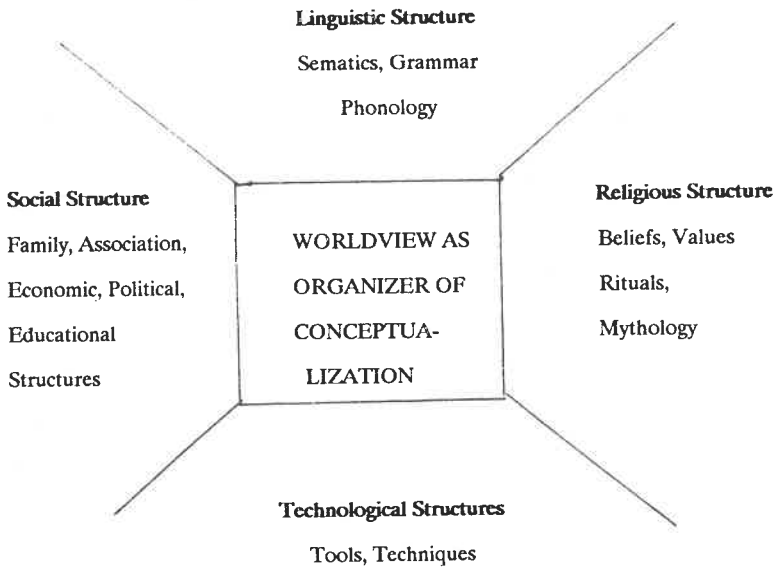 Linguistic Structure
Sematics, Grammar
Phonology
Social Structure
Family, Association,
Economic, Political,
Educational
Structures
WORLDVIEW AS
ORGANIZER OF
CONCEPTUA-
LIZATION
Religious Structure
Beliefs, Values
Rituals,
Mythology
Technological Structures
Tools, Techniques